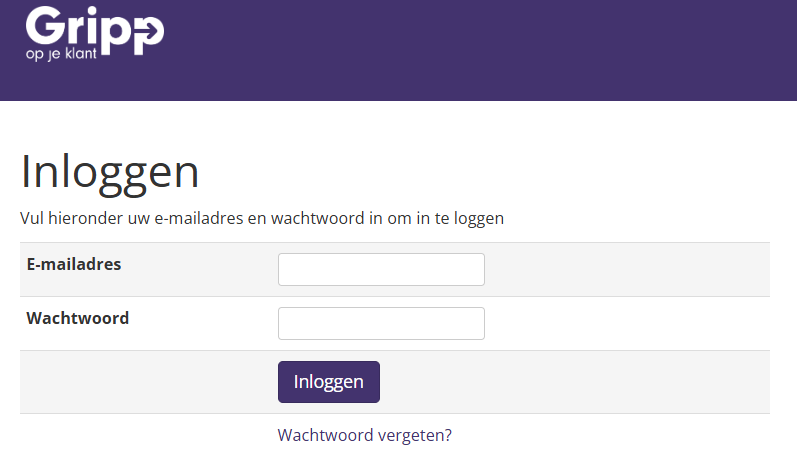 Gripp
op je klant
Inloggen
Vul hieronder uw e-mailadres en wachtwoord in om in te loggen
E-mailadres
Wachtwoord
Inloggen
Wachtwoord vergeten?